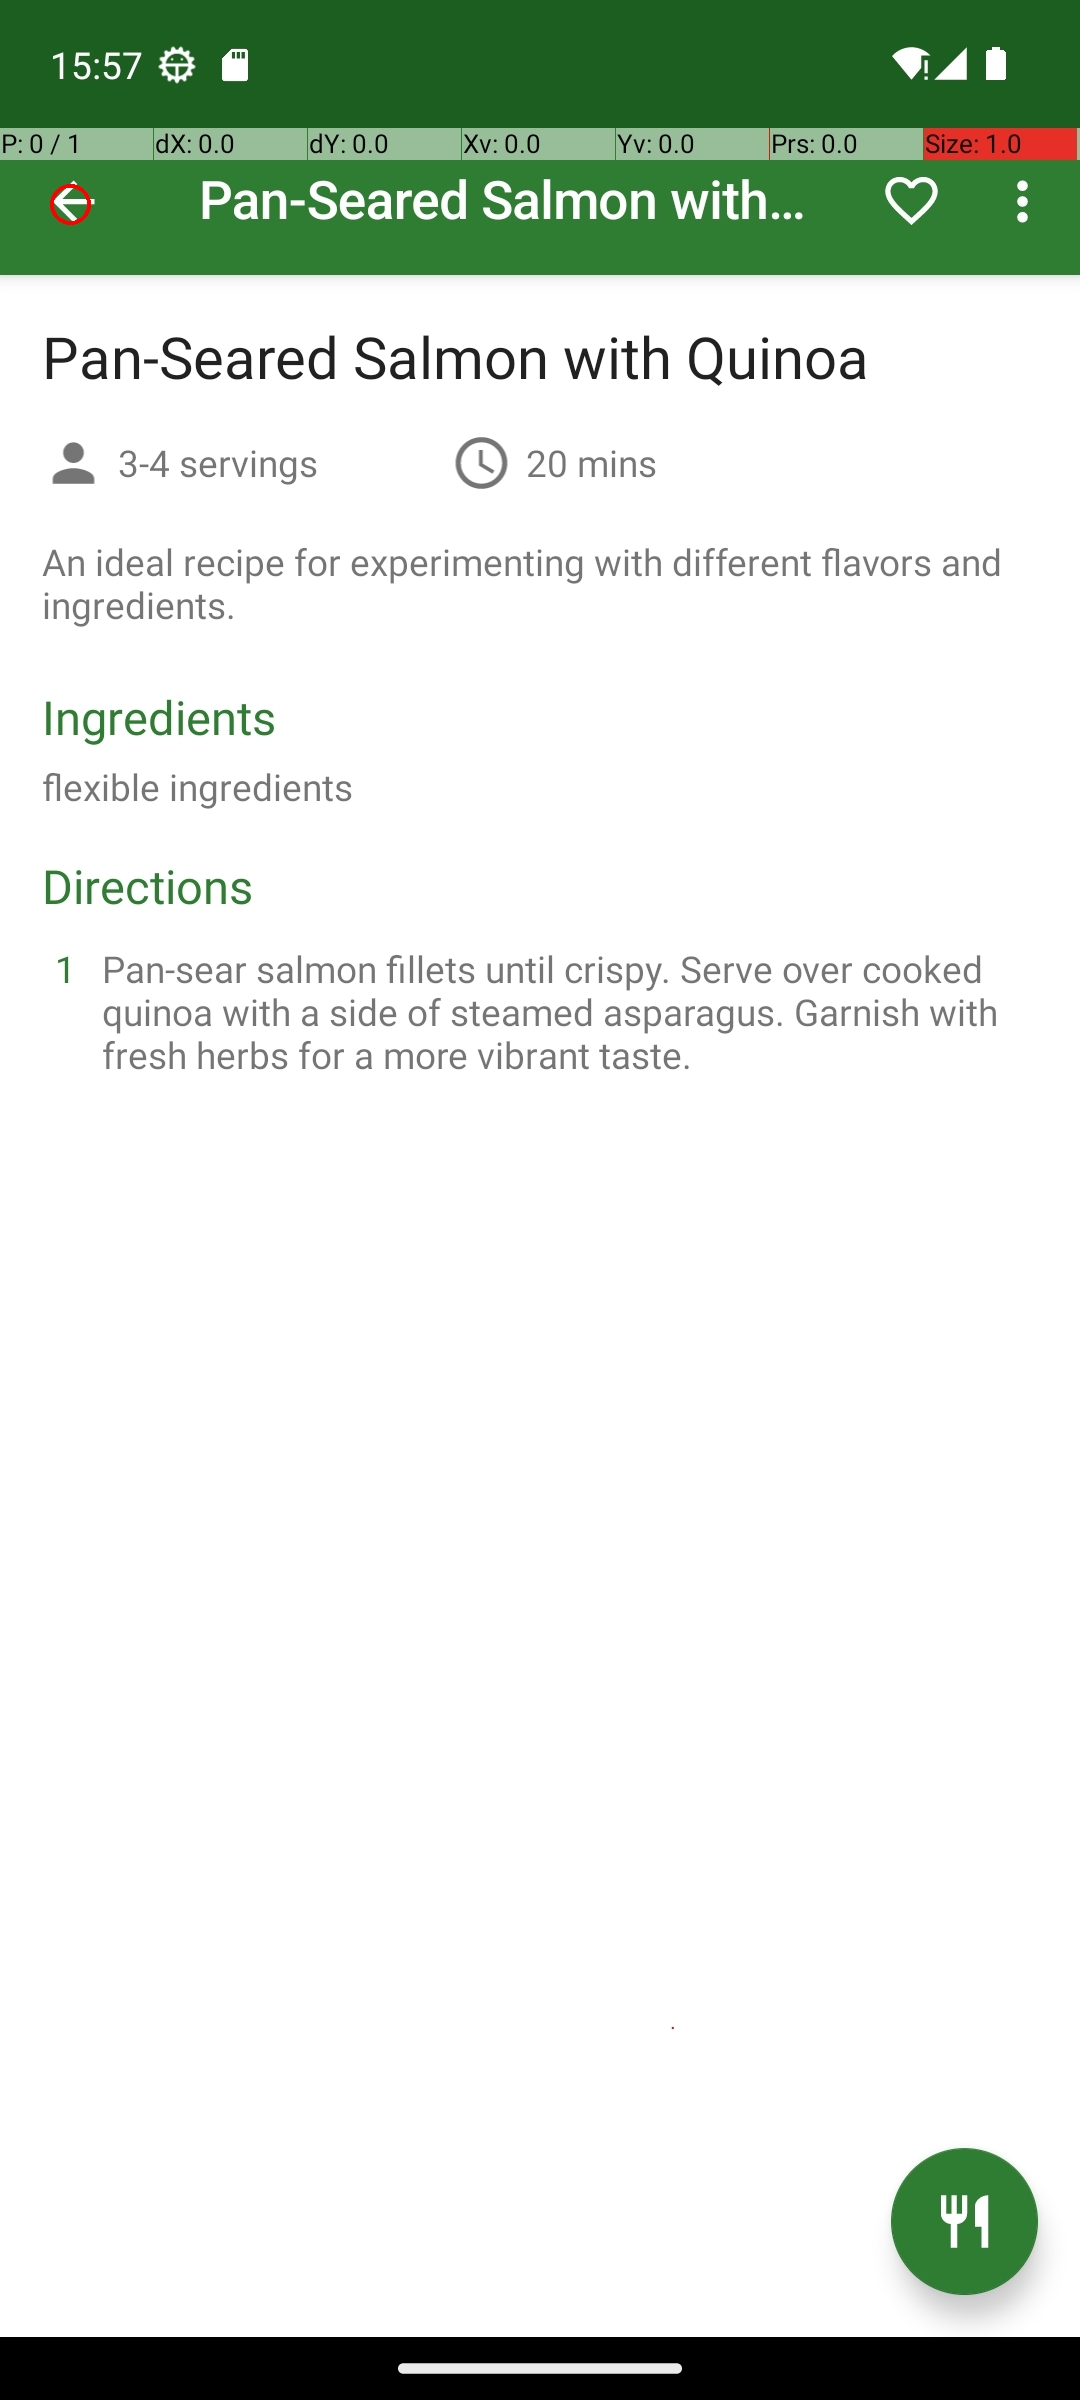 15:57
P: 0 / 1 dX: 0.0 dY: 0.0 Xv: 0.0 Yv: 0.0 Prs: 0.0 Size: 1.0
Pan-Seared Salmon with...
Pan-Seared Salmon with Quinoa
3-4 servings 20 mins
An ideal recipe for experimenting with different flavors and
ingredients.
Ingredients
flexible ingredients
Directions
1 Pan-sear salmon fillets until crispy. Serve over cooked
quinoa with a side of steamed asparagus. Garnish with
fresh herbs for a more vibrant taste.